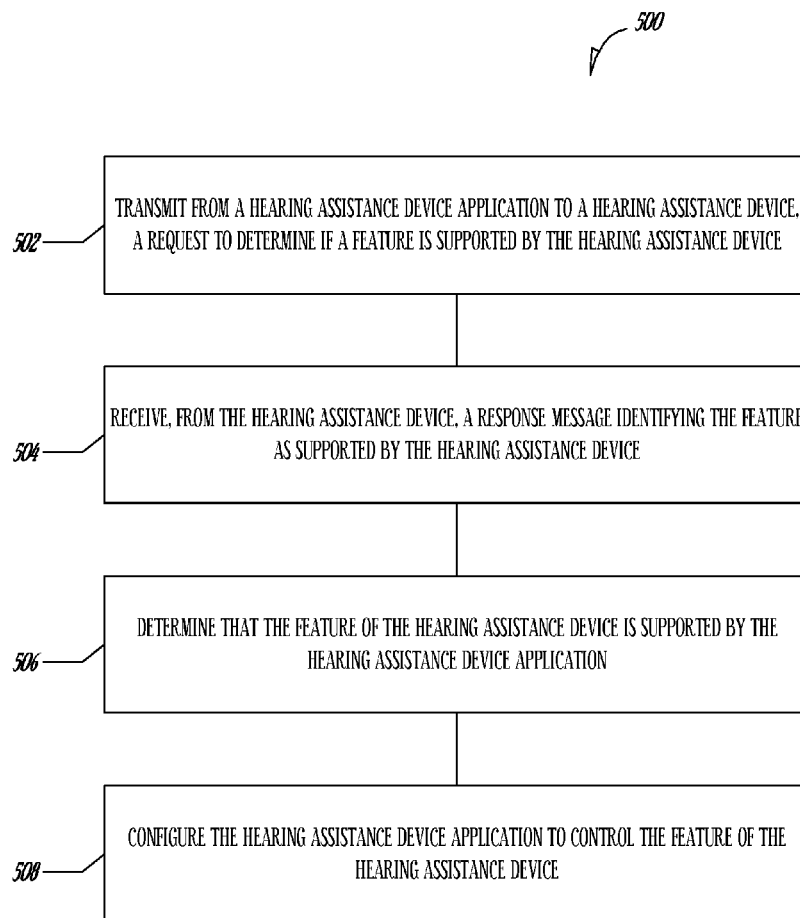 500
TRANSMIT FROM A HEARING ASSISTANCE DEVICE APPLICATION TO A HEARING ASSISTANCE DEVICE,
A REQUEST TO DETERMINE IF A FEATURE IS SUPPORTED BY THE HEARING ASSISTANCE DEVICE
502
RECEIVE, FROM THE HEARING ASSISTANCE DEVICE, A RESPONSE MESSAGE IDENTIFYING THE FEATURE
AS SUPPORTED BY THE HEARING ASSISTANCE DEVICE
504
DETERMINE THAT THE FEATURE OF THE HEARING ASSISTANCE DEVICE IS SUPPORTED BY THE
HEARING ASSISTANCE DEVICE APPLICATION
506
CONFIGURE THE HEARING ASSISTANCE DEVICE APPLICATION TO CONTROL THE FEATURE OF THE
HEARING ASSISTANCE DEVICE
508